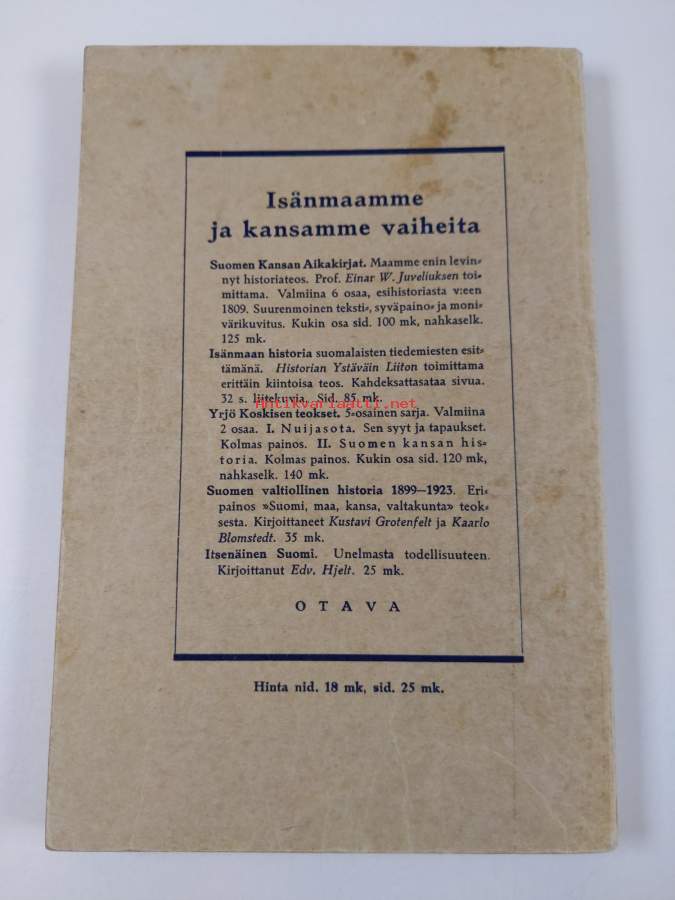 Isänmaamme
ja kansamme vaiheita
Suomen Kansan Aikakirjat. Maamme enin levin-
nyt historiateos. Prof. Einar W. Juveliuksen toi-
mittama. Valmiina 6 osaa, esihistoriasta v:een
1809. Suurenmoinen teksti-, syväpaino- ja moni-
värikuvitus. Kukin osa sid. 100 mk, nahkaselk.
125 mk.
Isänmaan historia suomalaisten tiedemiesten esit-
tämänä. Historian Ystäväin Liiton toimittama
erittäin kiintoisa teos. Kahdeksattasataa sivua.
32 s. liitekuvia. Sid. 85 mk.
Antikvariaatti.net
Yrjö Koskisen teokset. 5-osainen sarja. Valmiina
2 osaa. I. Nuijasota. Sen syyt ja tapaukset.
Kolmas painos. II. Suomen kansan his-
toria. Kolmas painos. Kukin osa sid. 120 mk,
nahkaselk. 140 mk.
Suomen valtiollinen historia 1899—1923. Eri-
painos »Suomi, maa, kansa, valtakunta» teok-
sesta. Kirjoittaneet Kustavi Grotenfelt ja Kaarlo
Blomstedt. 35 mk.
Itsenäinen Suomi. Unelmasta todellisuuteen.
Kirjoittanut Edv. Hjelt. 25 mk.
OTAVA
Hinta nid. 18 mk, sid. 25 mk.